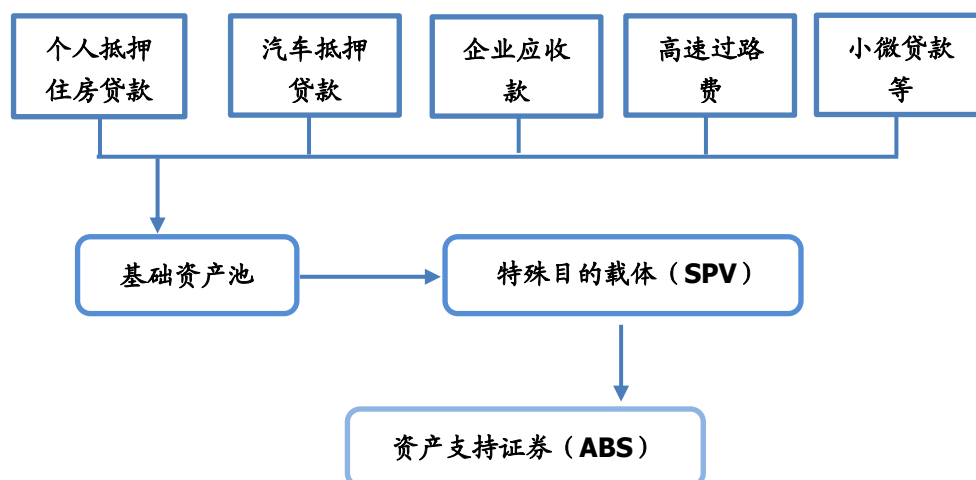 个人抵押
住房贷款
汽车抵押
贷款
企业应收
款
高速过路
费
小微贷款
等
基础资产池
特殊目的载体（SPV）
资产支持证券（ABS）